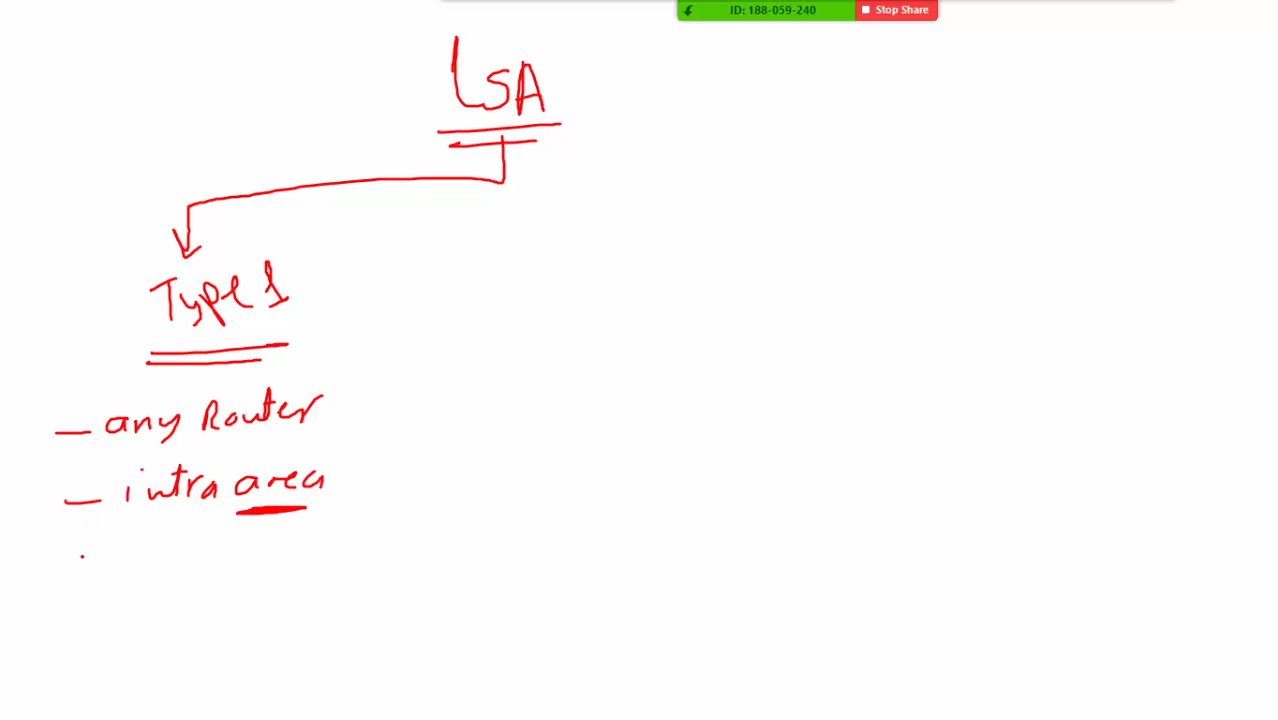 ID: 188-059-240 Stop Share
LSA
Type 1
- any Router
- intra area